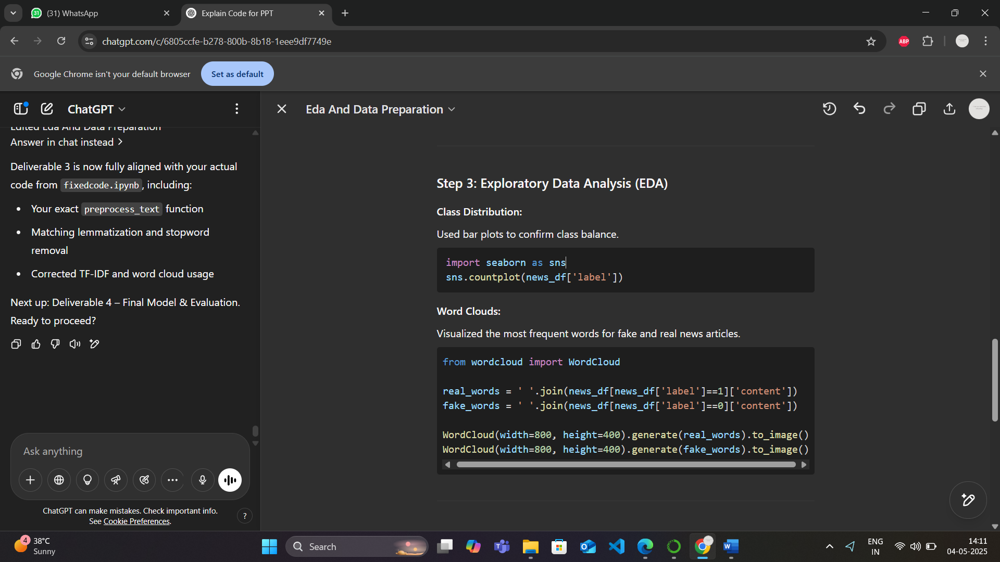 (31) WhatsApp
Explain Code for PPT
chatgpt.com/c/6805ccfe-b278-800b-8b18-1eee9df7749e
ABP
Google Chrome isn't your default browser
Set as default
ChatGPT
Edited Eda And Data Preparation
Answer in chat instead
Deliverable 3 is now fully aligned with your actual
code from fixedcode.ipynb, including:
• Your exact preprocess_text function
• Matching lemmatization and stopword
removal
• Corrected TF-IDF and word cloud usage
Next up: Deliverable 4 – Final Model & Evaluation.
Ready to proceed?
Ask anything
ChatGPT can make mistakes. Check important info.
See Cookie Preferences.
?
Eda And Data Preparation
Step 3: Exploratory Data Analysis (EDA)
Class Distribution:
Used bar plots to confirm class balance.
import seaborn as sns
sns.countplot(news_df['label'])
Word Clouds:
Visualized the most frequent words for fake and real news articles.
from wordcloud import WordCloud
real_words = ' '.join(news_df[news_df['label']==1]['content'])
fake_words = ' '.join(news_df[news_df['label']==0]['content'])
WordCloud(width=800, height=400).generate(real_words).to_image()
WordCloud(width=800, height=400).generate(fake_words).to_image()
4
38°C
Sunny
Search
ENG
IN
14:11
04-05-2025